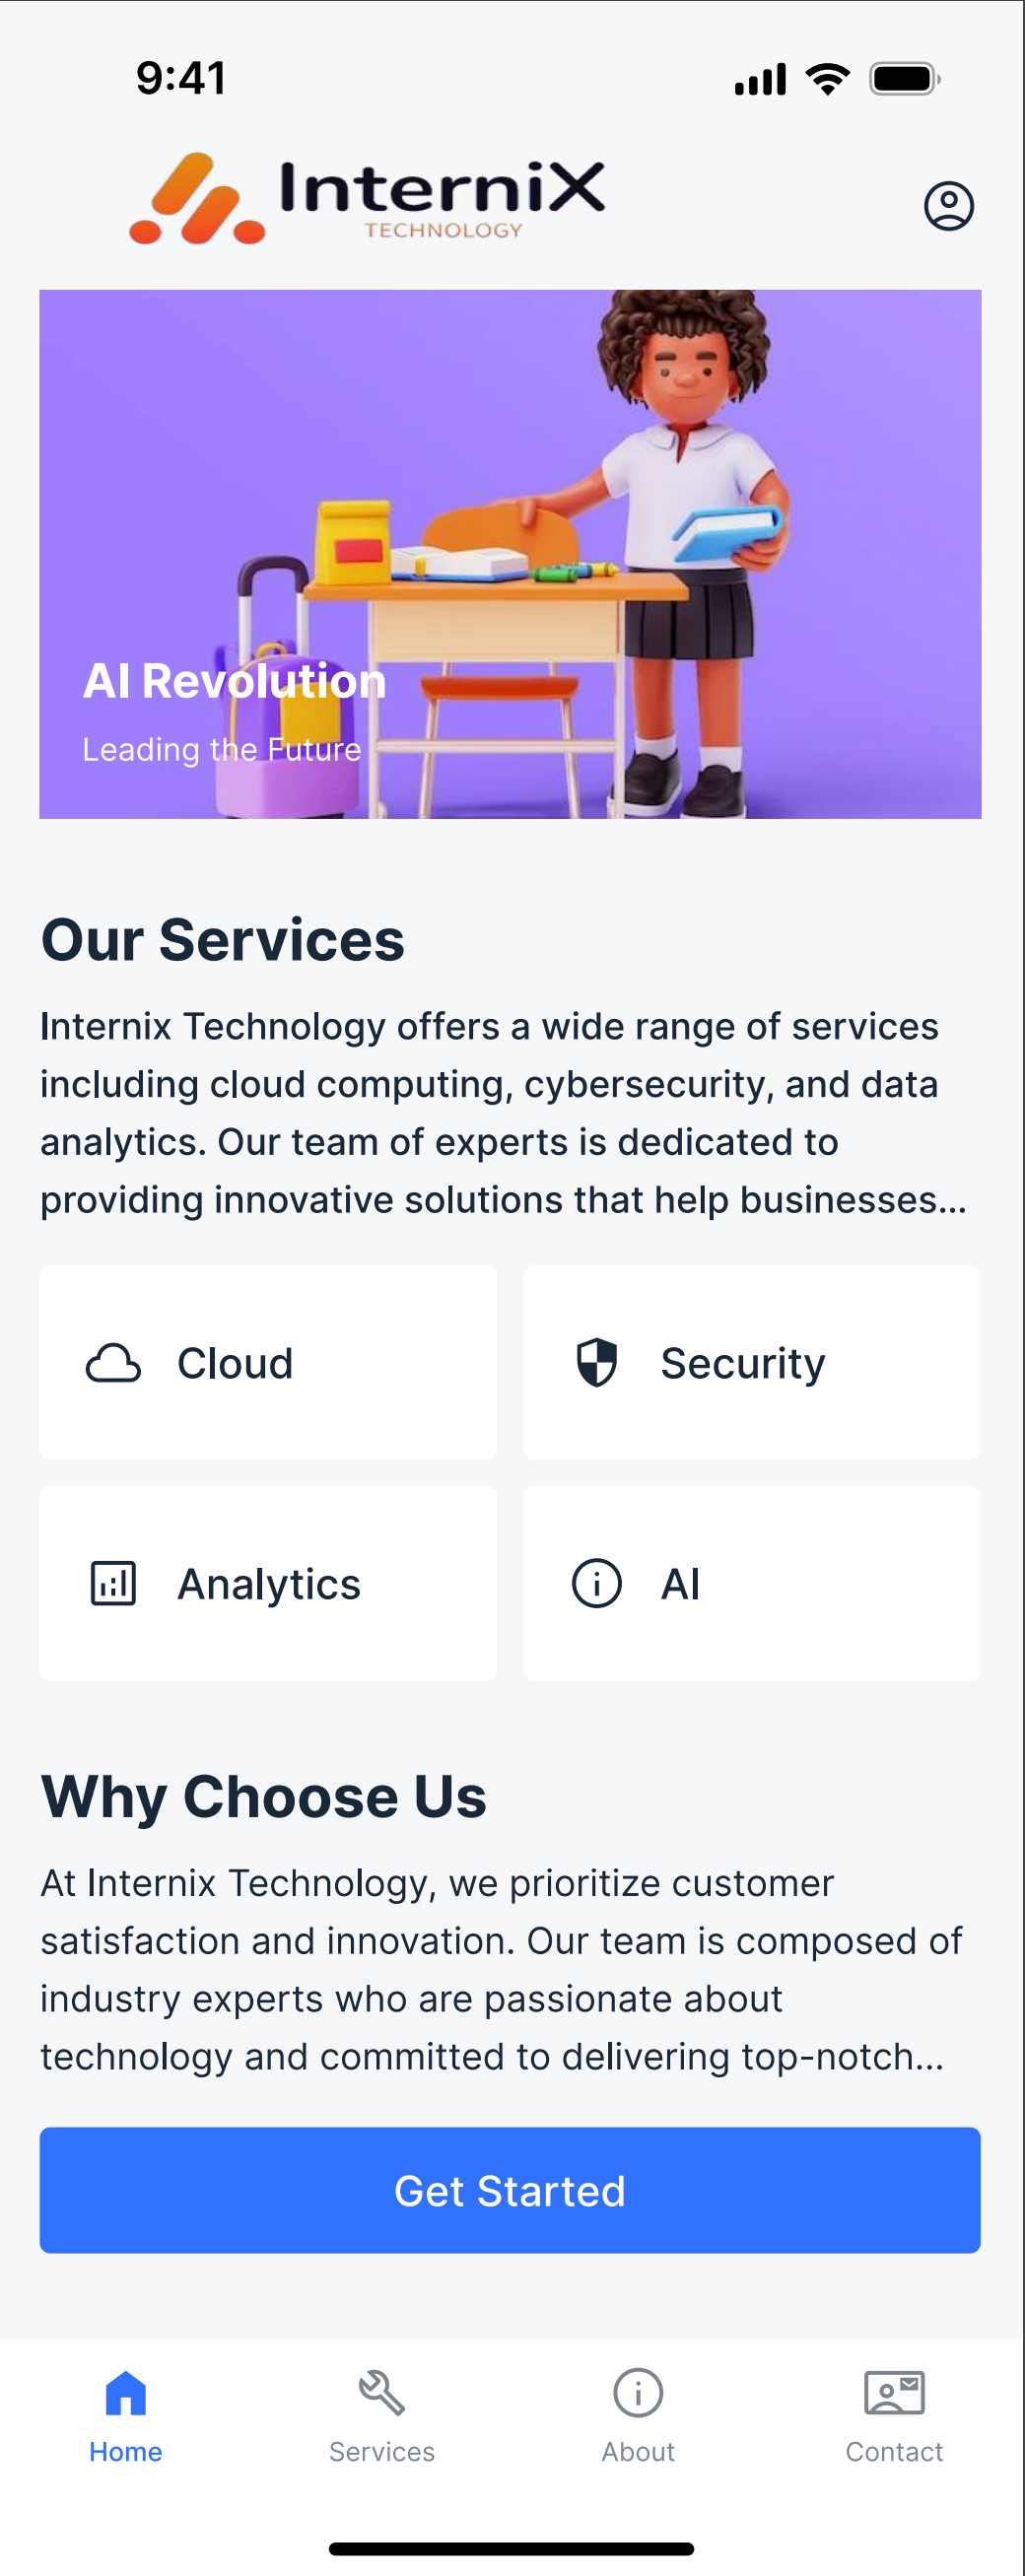 9:41
InterniX
TECHNOLOGY
AI Revolution
Leading the Future
Our Services
Internix Technology offers a wide range of services
including cloud computing, cybersecurity, and data
analytics. Our team of experts is dedicated to
providing innovative solutions that help businesses...
Cloud
Security
Analytics
AI
Why Choose Us
At Internix Technology, we prioritize customer
satisfaction and innovation. Our team is composed of
industry experts who are passionate about
technology and committed to delivering top-notch...
Get Started
Home
Services
About
Contact